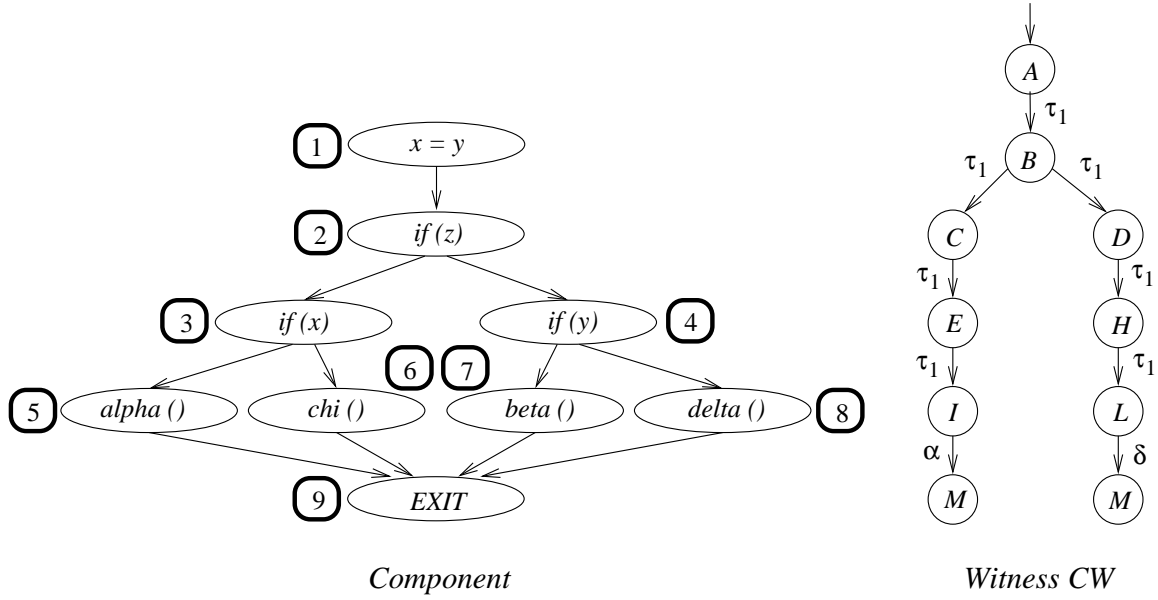 1 x = y
2 if (z)
3 if (x)
if (y) 4
6 7
5 alpha ()
chi ()
beta ()
delta () 8
9 EXIT
Component
A
τ1
B
τ1 τ1
C D
τ1 τ1
E H
τ1 τ1
I L
α δ
M M
Witness CW